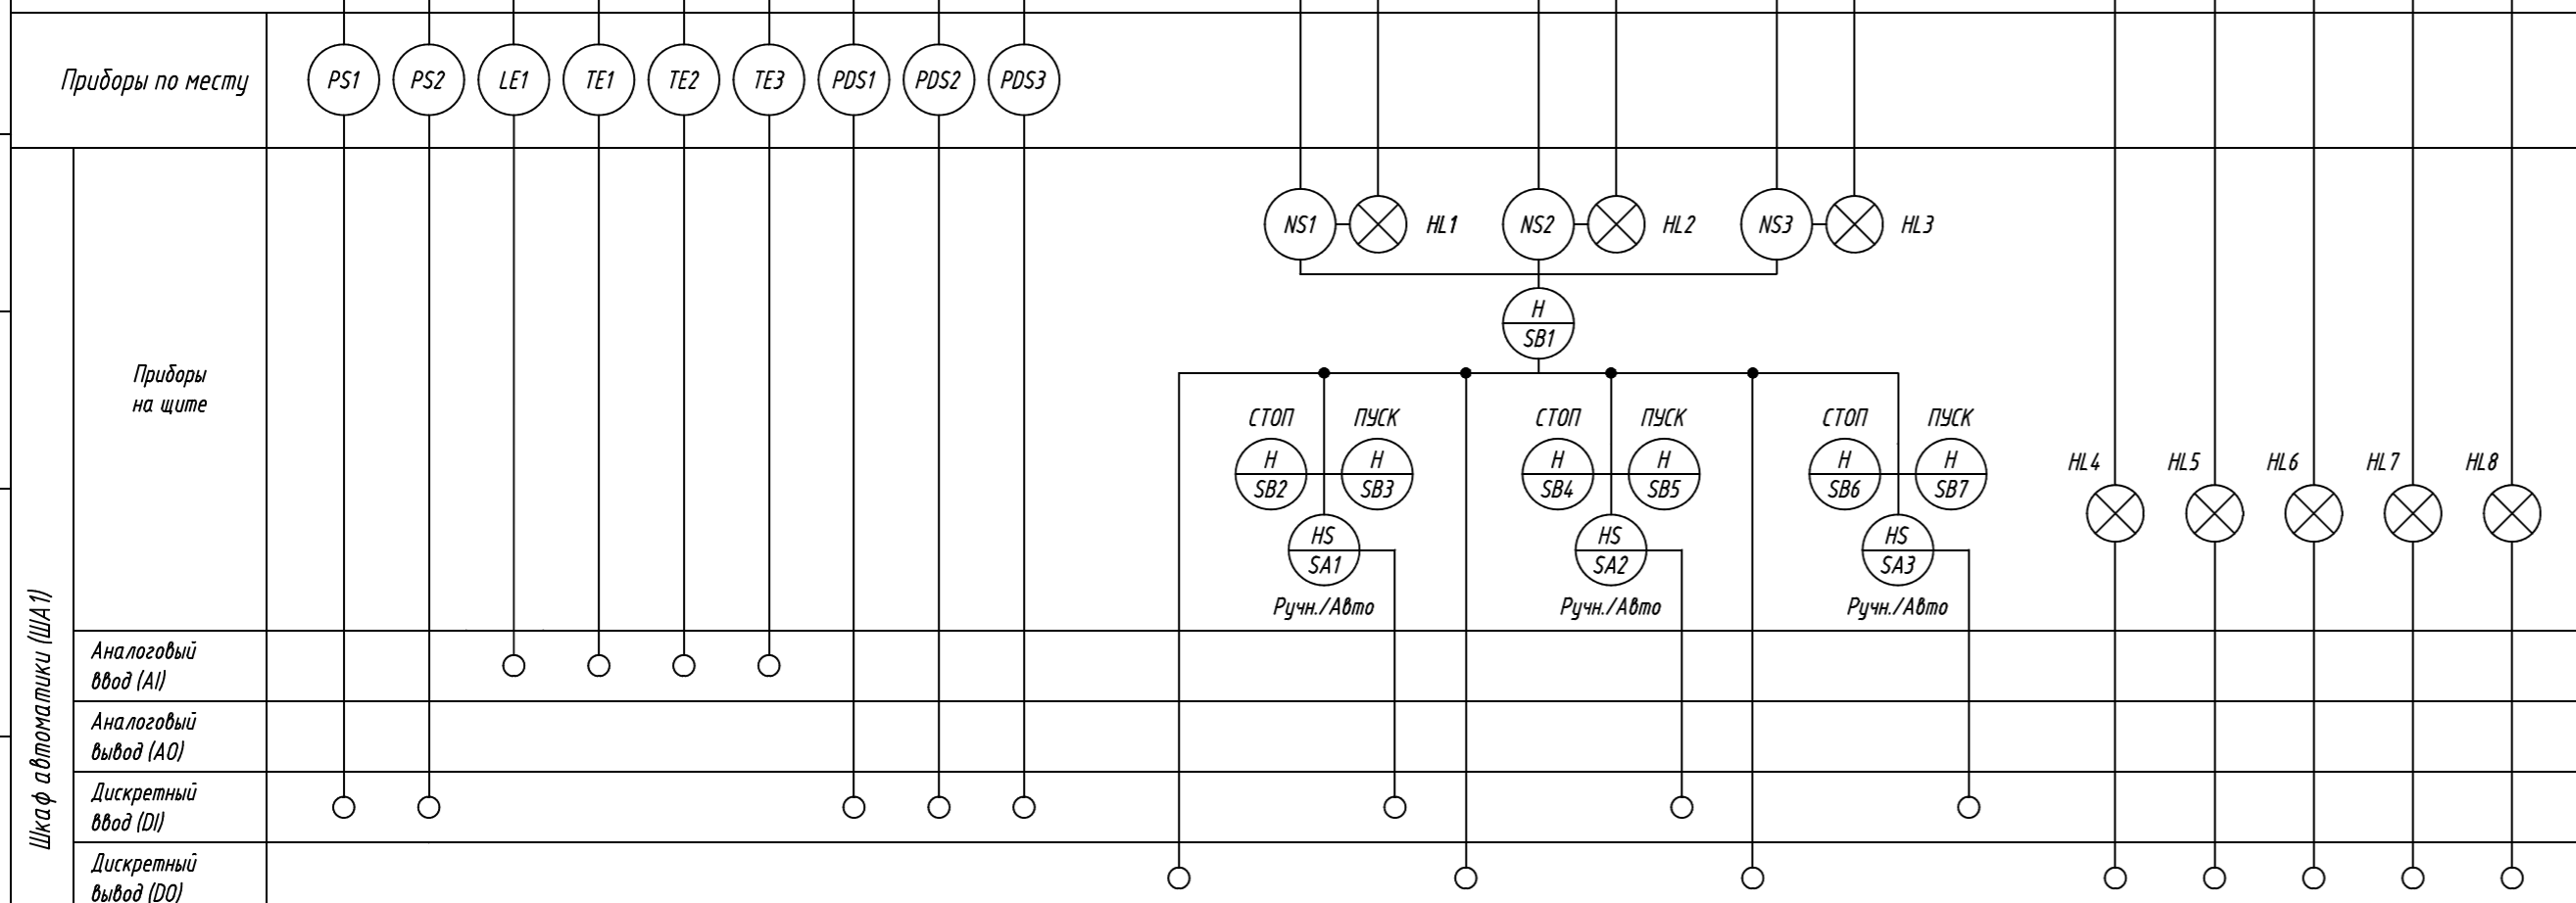 Приборы по месту
PS1 PS2 LE1 TE1 TE2 TE3 PDS1 PDS2 PDS3
Шкаф автоматики (ША1)
Приборы
на щите
NS1 HL1 NS2 HL2 NS3 HL3
H
SB1
СТОП ПУСК СТОП ПУСК СТОП ПУСК
H H H H H H
SB2 SB3 SB4 SB5 SB6 SB7
HL4 HL5 HL6 HL7 HL8
HS HS HS
SA1 SA2 SA3
Ручн./Авто Ручн./Авто Ручн./Авто
Аналоговый
ввод (AI)
Аналоговый
вывод (AO)
Дискретный
ввод (DI)
Дискретный
вывод (DO)